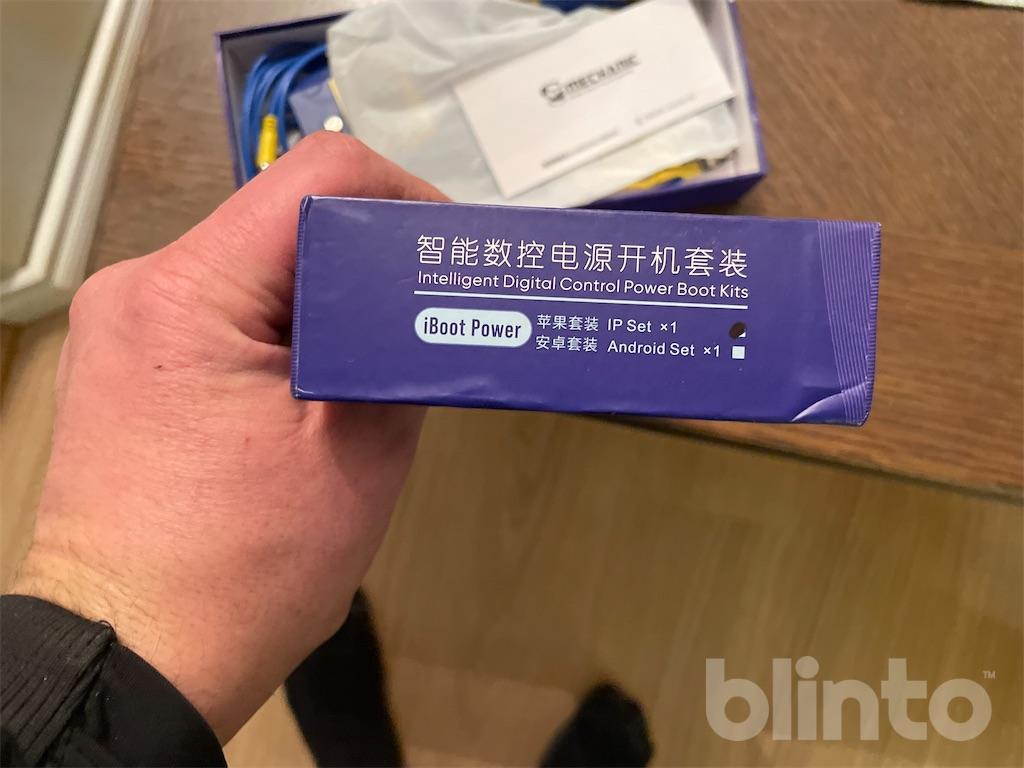 MECHANIC
智能数控电源开机套装
Intelligent Digital Control Power Boot Kits
iBoot Power
苹果套装 IP Set ×1
安卓套装 Android Set ×1
blinto™